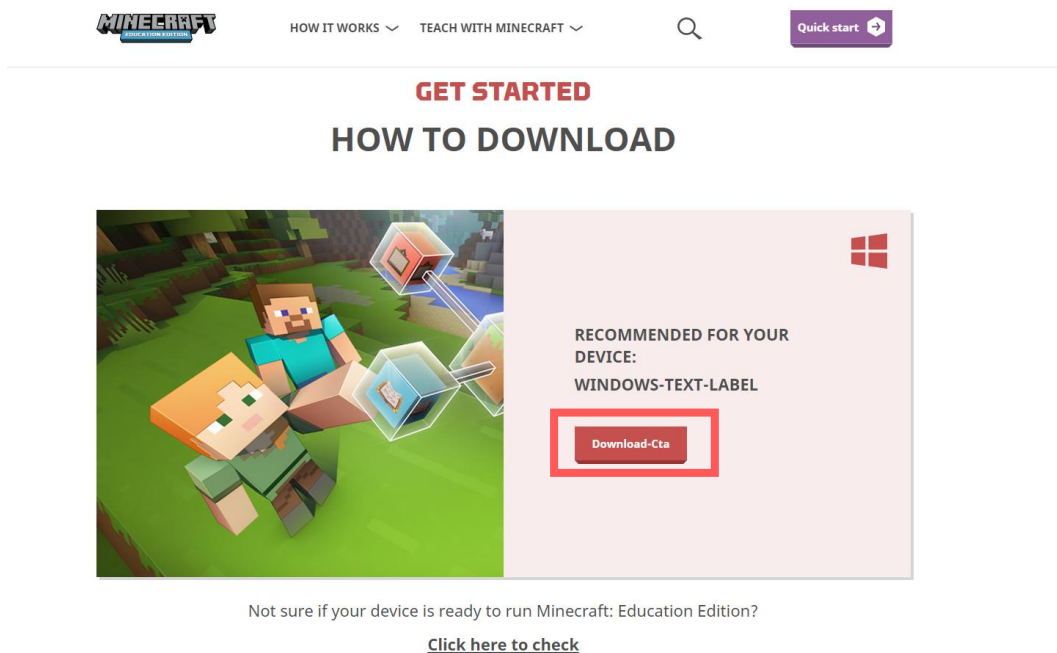 MINECRAFT
EDUCATION EDITION
HOW IT WORKS
TEACH WITH MINECRAFT
Quick start
GET STARTED
HOW TO DOWNLOAD
RECOMMENDED FOR YOUR
DEVICE:
WINDOWS-TEXT-LABEL
Download-Cta
Not sure if your device is ready to run Minecraft: Education Edition?
Click here to check